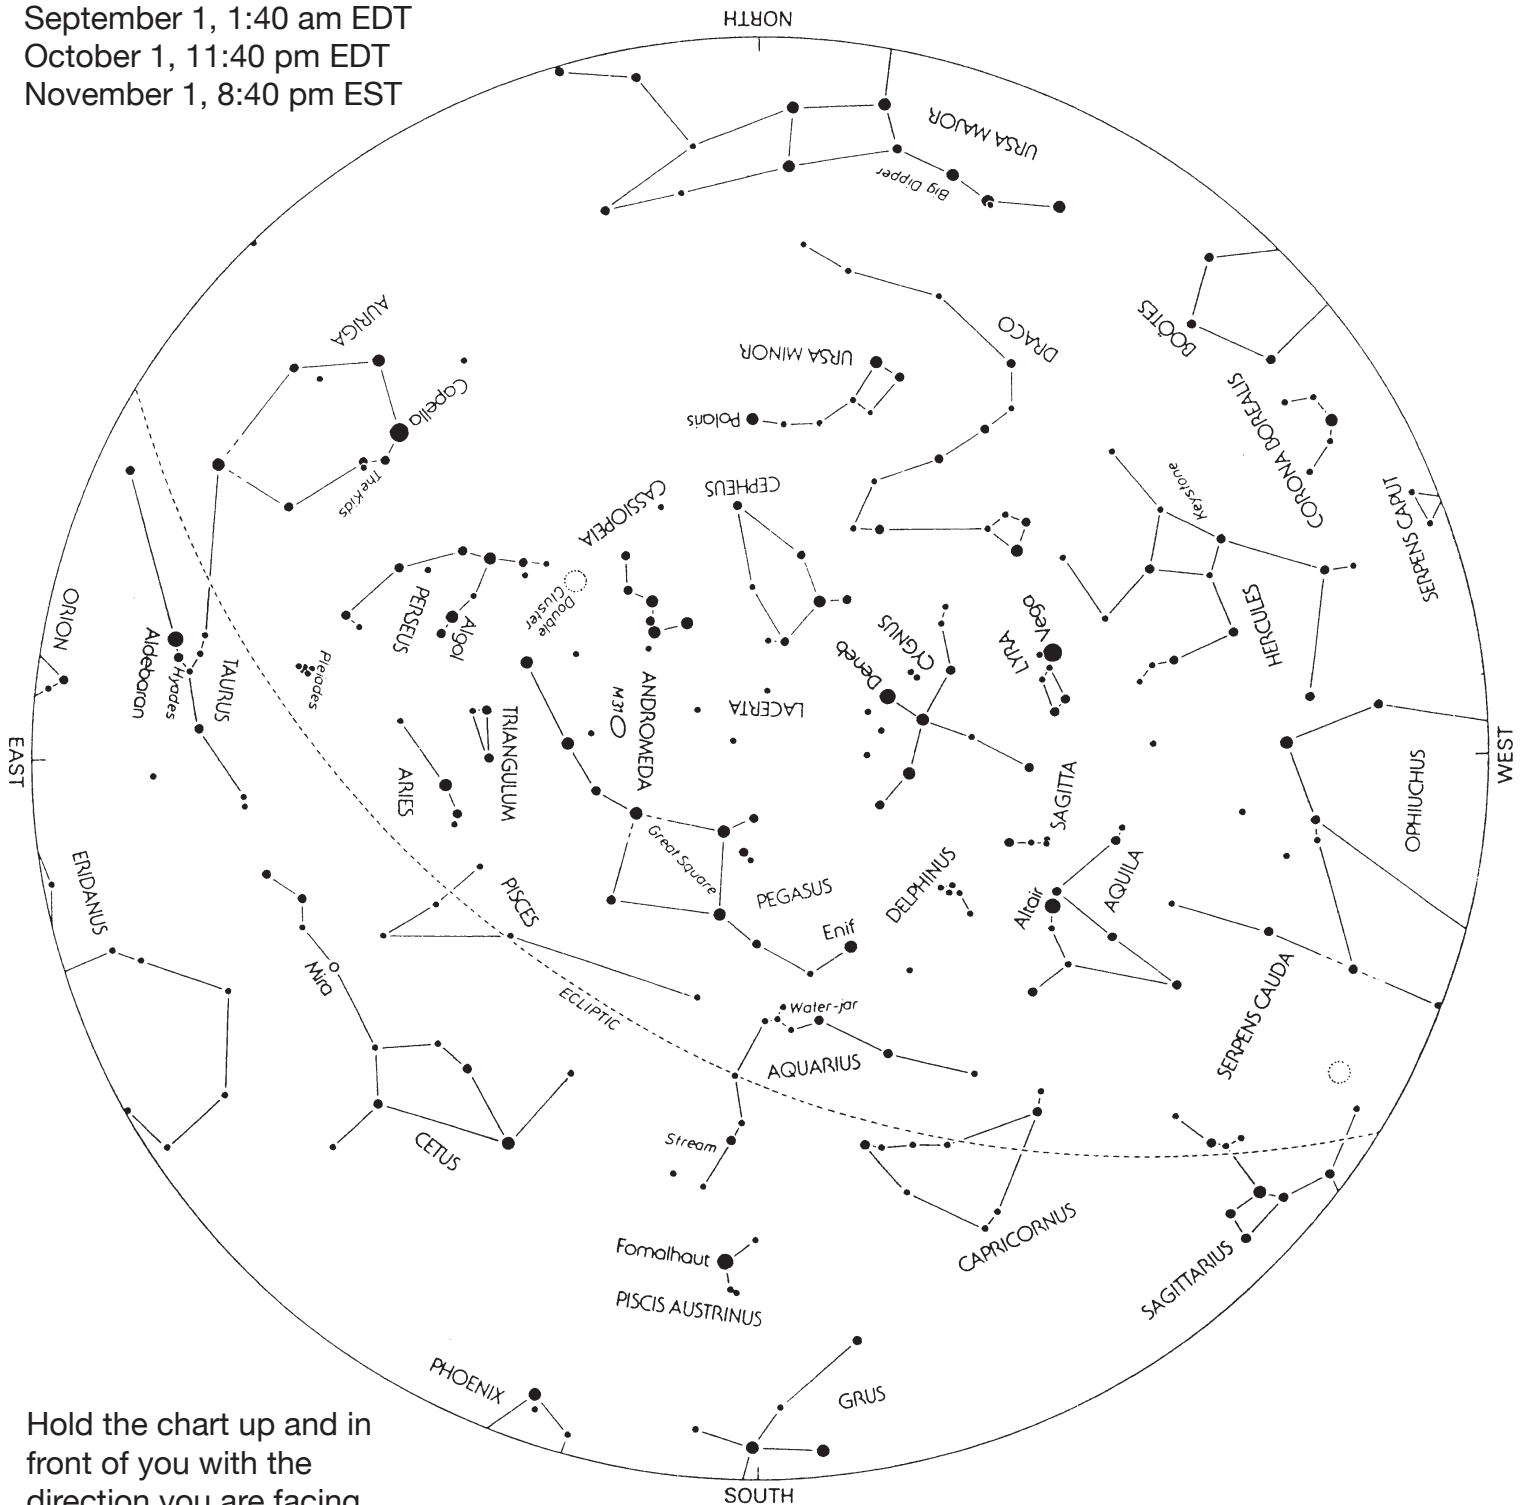 September 1, 1:40 am EDT
October 1, 11:40 pm EDT
November 1, 8:40 pm EST
NORTH
URSA MAJOR
Big Dipper
AURIGA
Capella
The Kids
URSA MINOR
Polaris
DRACO
BOÖTES
CORONA BOREALIS
SERPENS CAPUT
Keystone
HERCULES
CEPHEUS
CASSIOPEIA
Double
Cluster
PERSEUS
Algol
ORION
Aldebaran
Hyades
TAURUS
Pleiades
EAST
ARIES
TRIANGULUM
M31
ANDROMEDA
LACERTA
Deneb
CYGNUS
LYRA
Vega
WEST
OPHIUCHUS
SAGITTA
AQUILA
Altair
DELPHINUS
Great Square
PEGASUS
Enif
PISCES
ERIDANUS
Mira
ECLIPTIC
Water-jar
AQUARIUS
SERPENS CAUDA
CETUS
Stream
CAPRICORNUS
SAGITTARIUS
Fomalhaut
PISCIS AUSTRINUS
PHOENIX
GRUS
SOUTH
Hold the chart up and in
front of you with the
direction you are facing